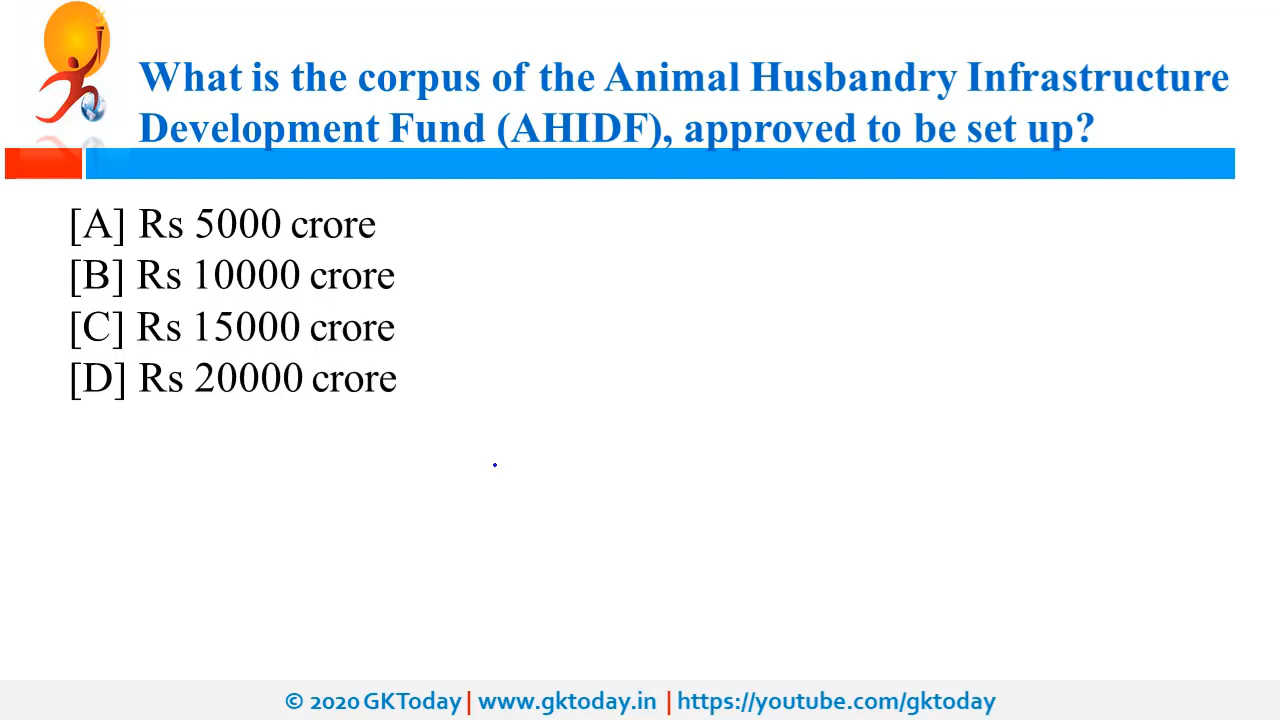 What is the corpus of the Animal Husbandry Infrastructure
Development Fund (AHIDF), approved to be set up?
[A] Rs 5000 crore
[B] Rs 10000 crore
[C] Rs 15000 crore
[D] Rs 20000 crore
© 2020 GKToday | www.gktoday.in | https://youtube.com/gktoday